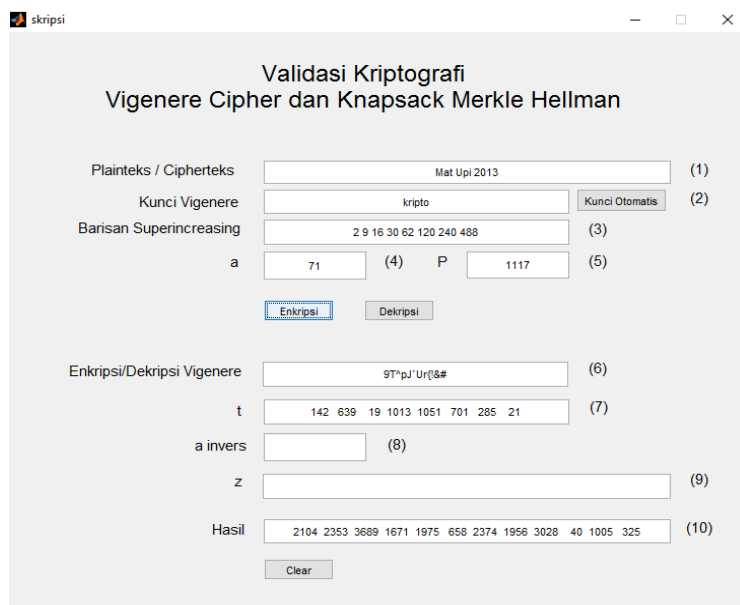 skripsi
Validasi Kriptografi
Vigenere Cipher dan Knapsack Merkle Hellman
Plainteks / Cipherteks Mat Upi 2013 (1)
Kunci Vigenere kripto Kunci Otomatis (2)
Barisan Superincreasing 2 9 16 30 62 120 240 488 (3)
a 71 (4) P 1117 (5)
Enkripsi Dekripsi
Enkripsi/Dekripsi Vigenere 9T^pJ`Ur{!&# (6)
t 142 639 19 1013 1051 701 285 21 (7)
a invers (8)
z (9)
Hasil 2104 2353 3689 1671 1975 658 2374 1956 3028 40 1005 325 (10)
Clear